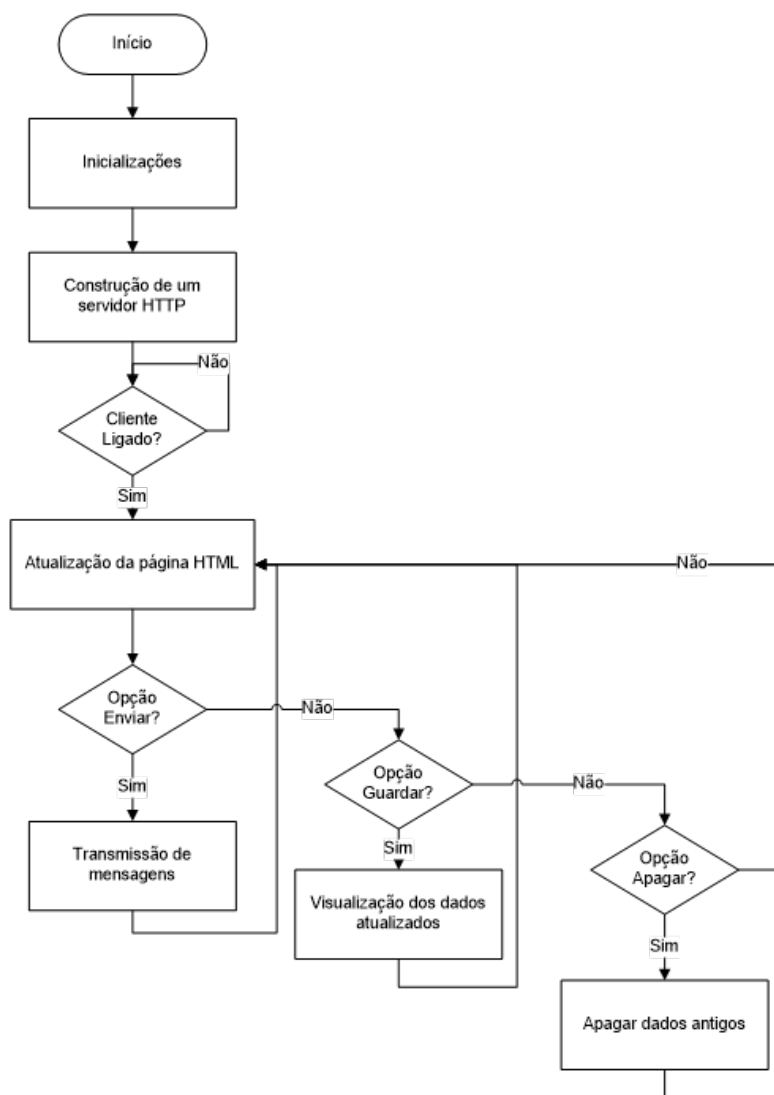 Início
Inicializações
Construção de um
servidor HTTP
Não
Cliente
Ligado?
Sim
Atualização da página HTML
Não
Opção
Enviar?
Não
Sim
Opção
Guardar?
Não
Transmissão de
mensagens
Sim
Opção
Apagar?
Visualização dos dados
atualizados
Sim
Apagar dados antigos